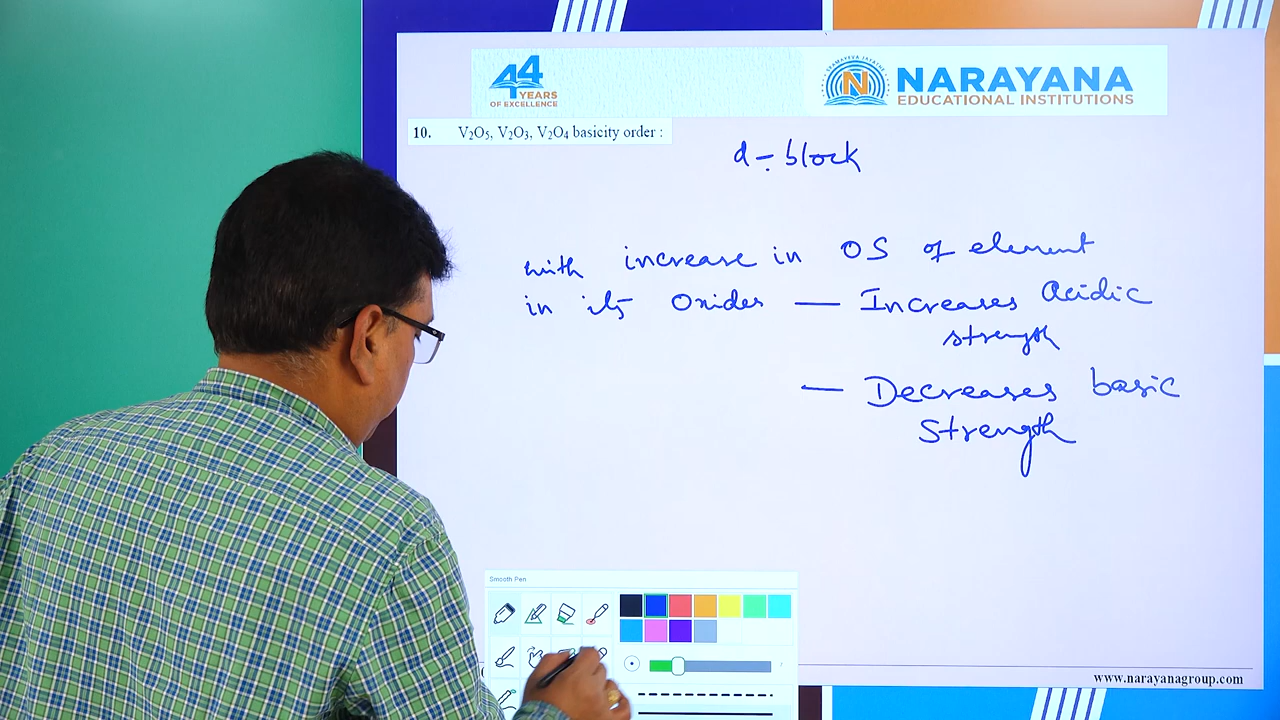 44
YEARS
OF EXCELLENCE
N
NARAYANA
EDUCATIONAL INSTITUTIONS
10. V₂O₅, V₂O₃, V₂O₄ basicity order :
d - block
with increase in OS of element
in its Oxides — Increases Acidic
strength
— Decreases basic
Strength
Smooth Pen
www.narayanagroup.com